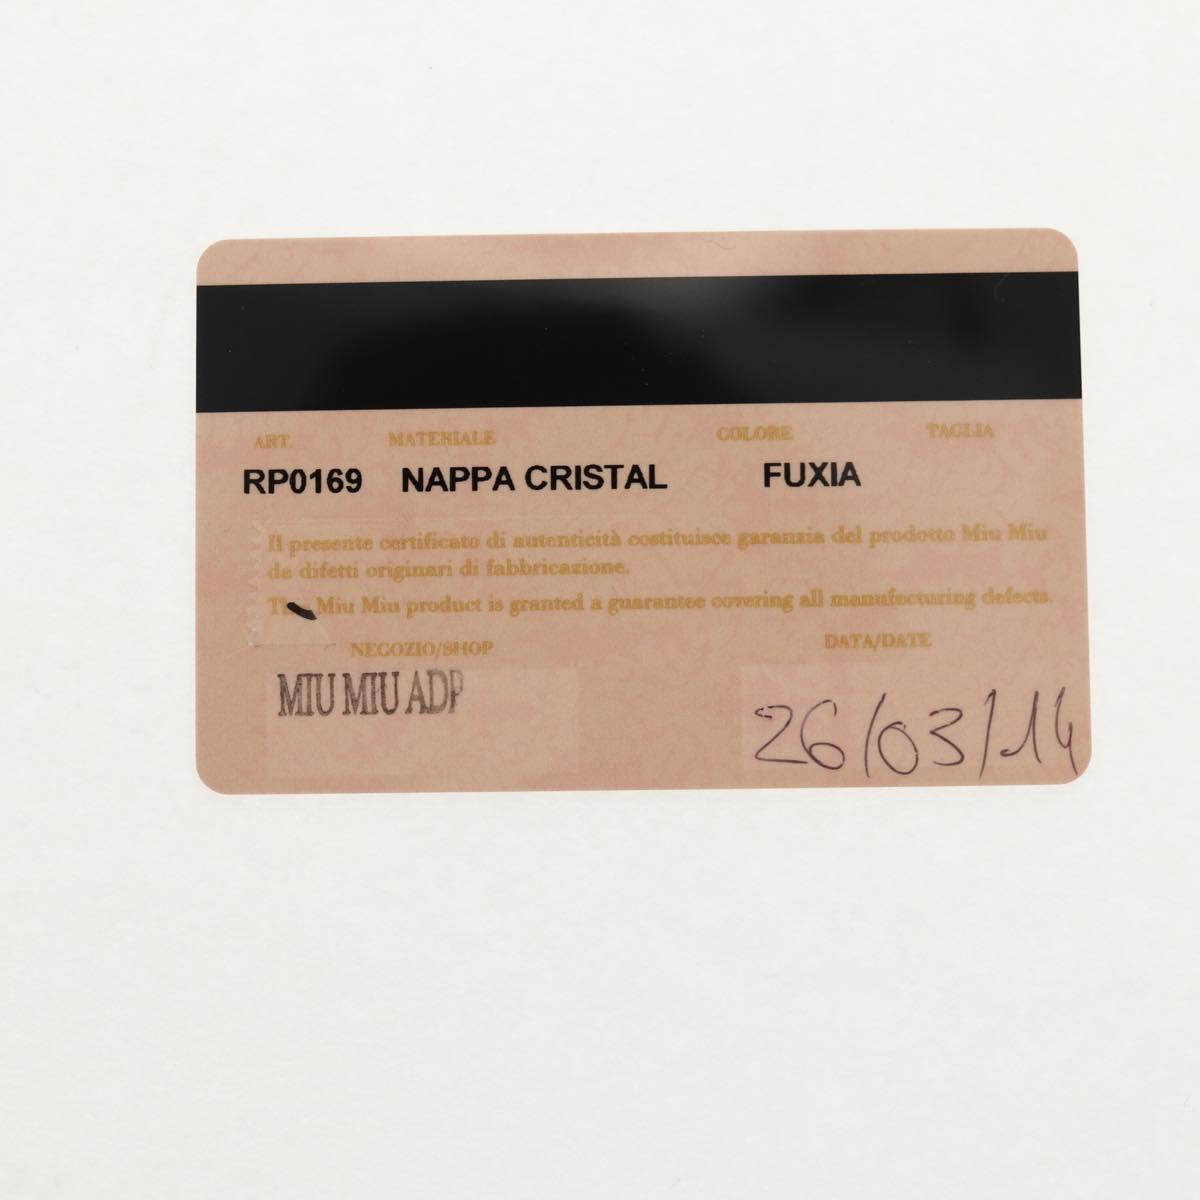 ART. MATERIALE COLORE TAGLIA
RP0169 NAPPA CRISTAL FUXIA
Il presente certificato di autenticità costituisce garanzia del prodotto Miu Miu
da difetti originari di fabbricazione.
Miu Miu product is granted a guarantee covering all manufacturing defects.
NEGOZIO/SHOP DATA/DATE
MIU MIU ADP
26/03/14